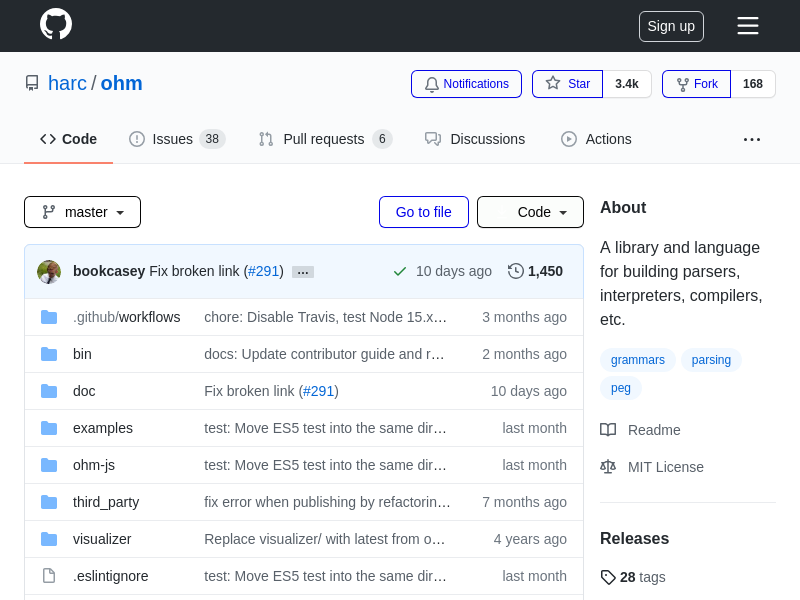 Sign up
harc / ohm
Notifications Star 3.4k Fork 168
Code Issues 38 Pull requests 6 Discussions Actions ...
master Go to file Code
bookcasey Fix broken link (#291) ... 10 days ago 1,450
.github/workflows chore: Disable Travis, test Node 15.x… 3 months ago
bin docs: Update contributor guide and r… 2 months ago
doc Fix broken link (#291) 10 days ago
examples test: Move ES5 test into the same dir… last month
ohm-js test: Move ES5 test into the same dir… last month
third_party fix error when publishing by refactorin… 7 months ago
visualizer Replace visualizer/ with latest from o… 4 years ago
.eslintignore test: Move ES5 test into the same dir… last month
About
A library and language
for building parsers,
interpreters, compilers,
etc.
grammars parsing
peg
Readme
MIT License
Releases
28 tags